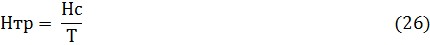 Нтр = Нс/Т (26)